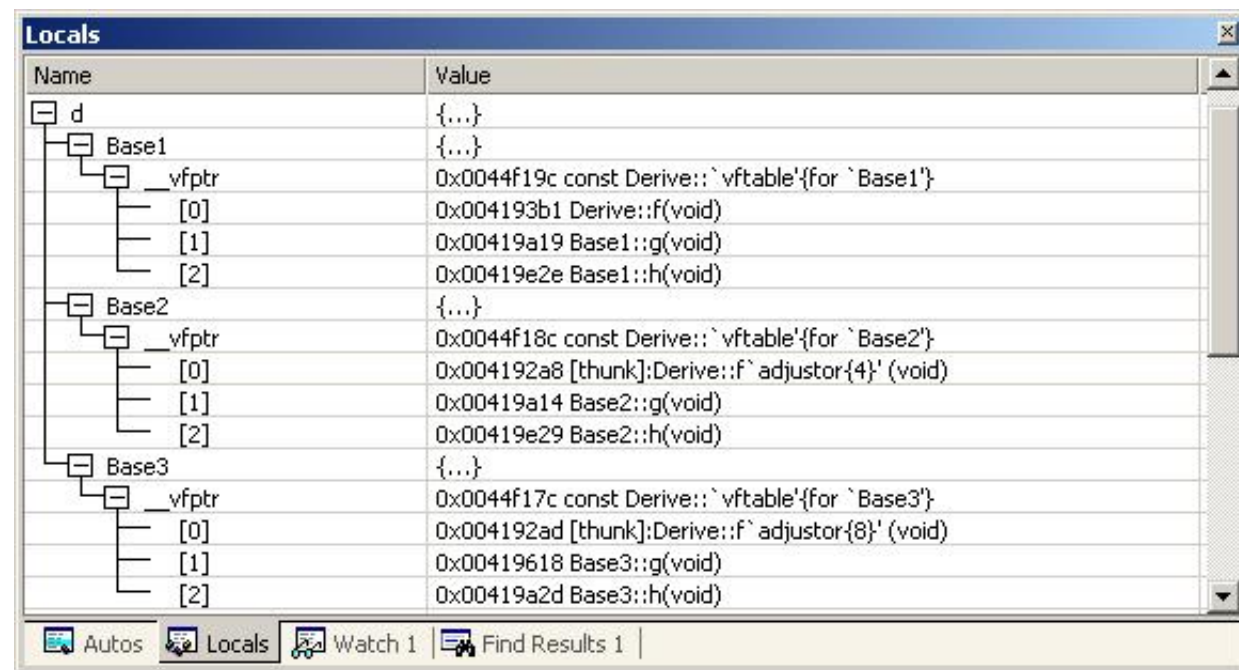 Locals
Name Value
d {...}
Base1 {...}
__vfptr 0x0044f19c const Derive::`vftable'{for `Base1'}
[0] 0x004193b1 Derive::f(void)
[1] 0x00419a19 Base1::g(void)
[2] 0x00419e2e Base1::h(void)
Base2 {...}
__vfptr 0x0044f18c const Derive::`vftable'{for `Base2'}
[0] 0x004192a8 [thunk]:Derive::f`adjustor{4}' (void)
[1] 0x00419a14 Base2::g(void)
[2] 0x00419e29 Base2::h(void)
Base3 {...}
__vfptr 0x0044f17c const Derive::`vftable'{for `Base3'}
[0] 0x004192ad [thunk]:Derive::f`adjustor{8}' (void)
[1] 0x00419618 Base3::g(void)
[2] 0x00419a2d Base3::h(void)
Autos Locals Watch 1 Find Results 1